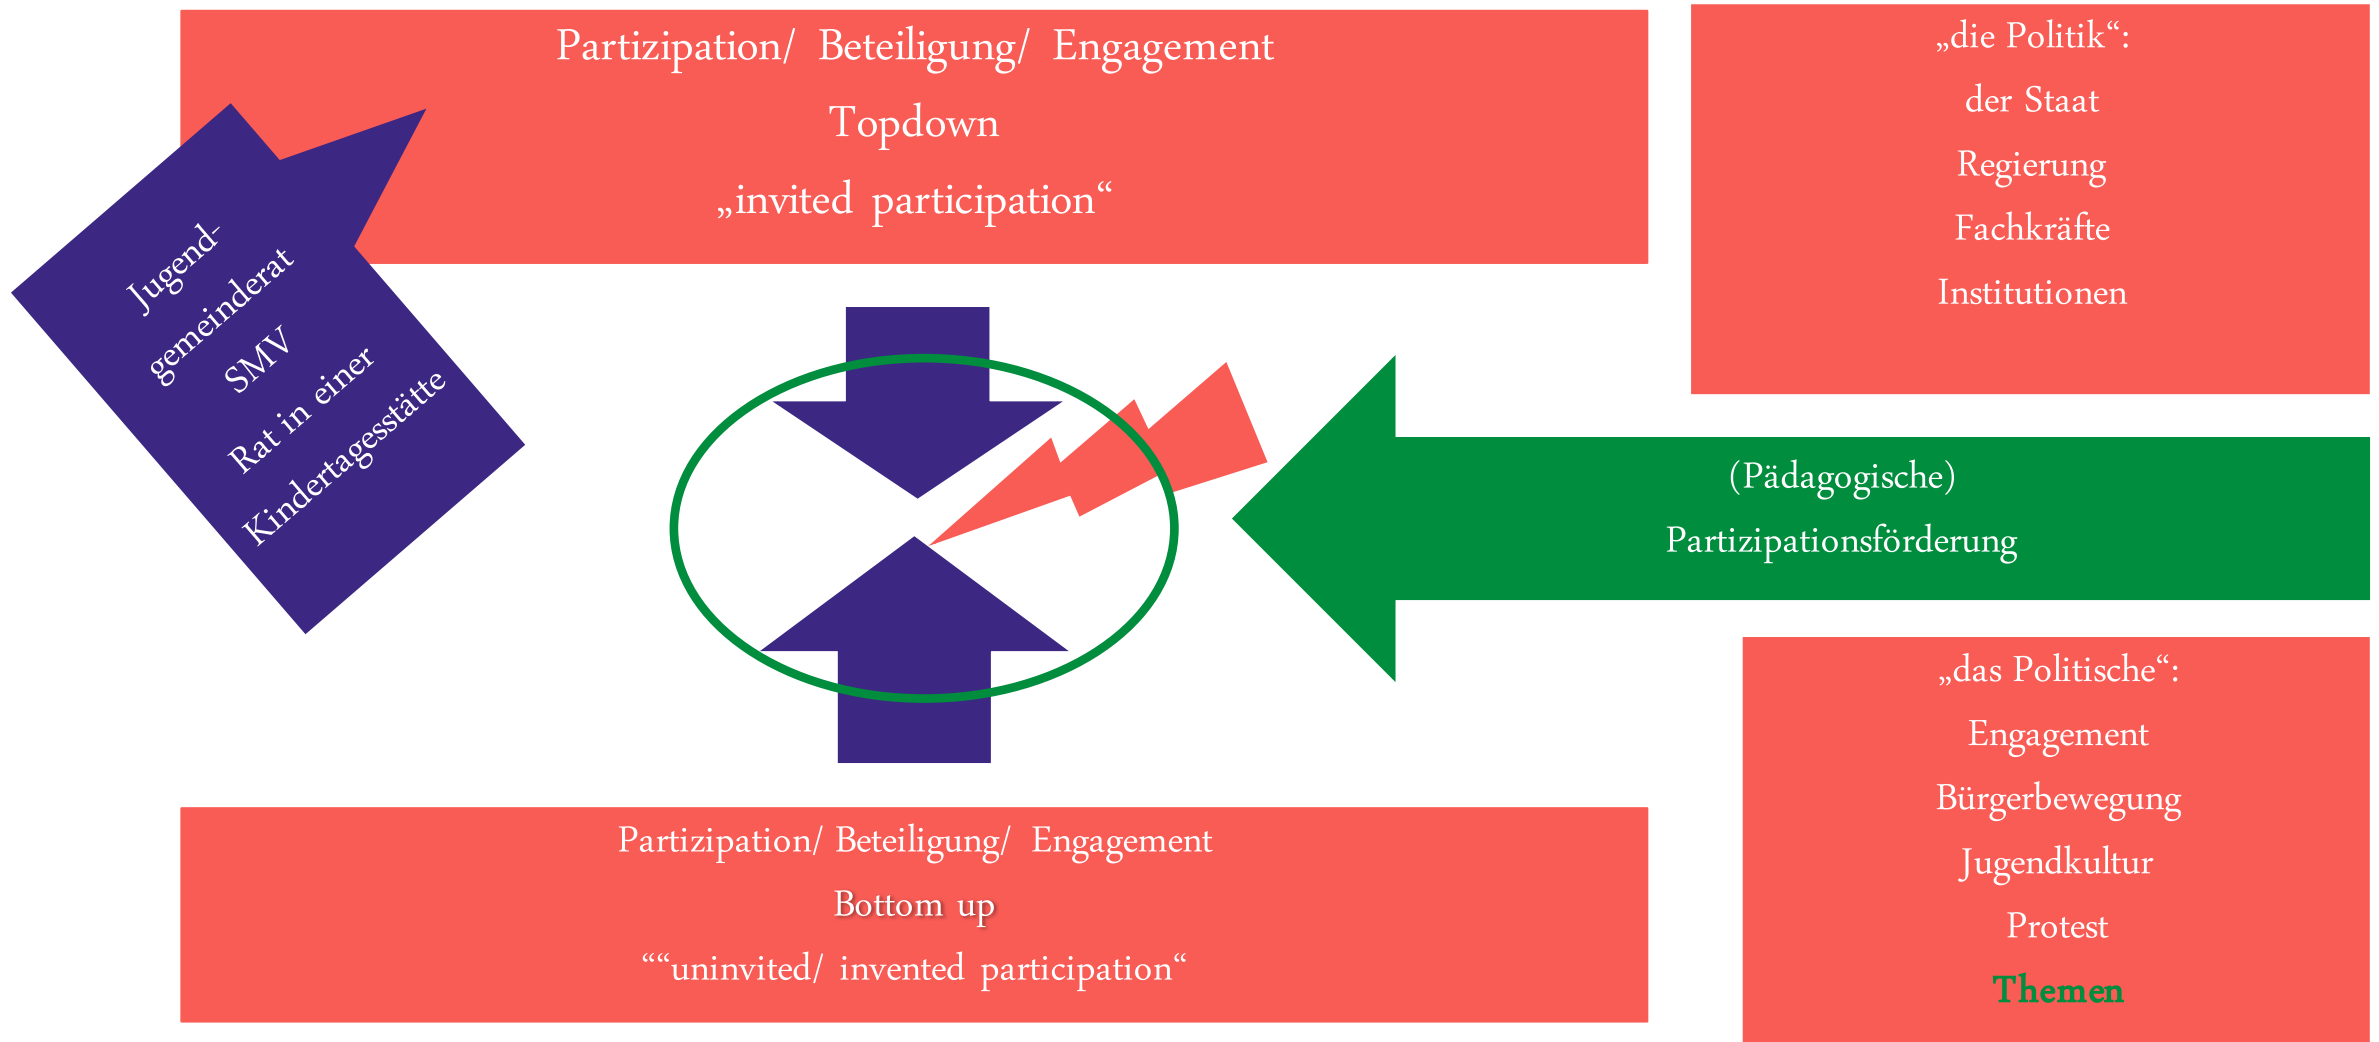 Partizipation/ Beteiligung/ Engagement
Topdown
„invited participation“
„die Politik“:
der Staat
Regierung
Fachkräfte
Institutionen
Jugend-
gemeinderat
SMV
Rat in einer
Kindertagesstätte
(Pädagogische)
Partizipationsförderung
Partizipation/ Beteiligung/ Engagement
Bottom up
““uninvited/ invented participation“
„das Politische“:
Engagement
Bürgerbewegung
Jugendkultur
Protest
Themen